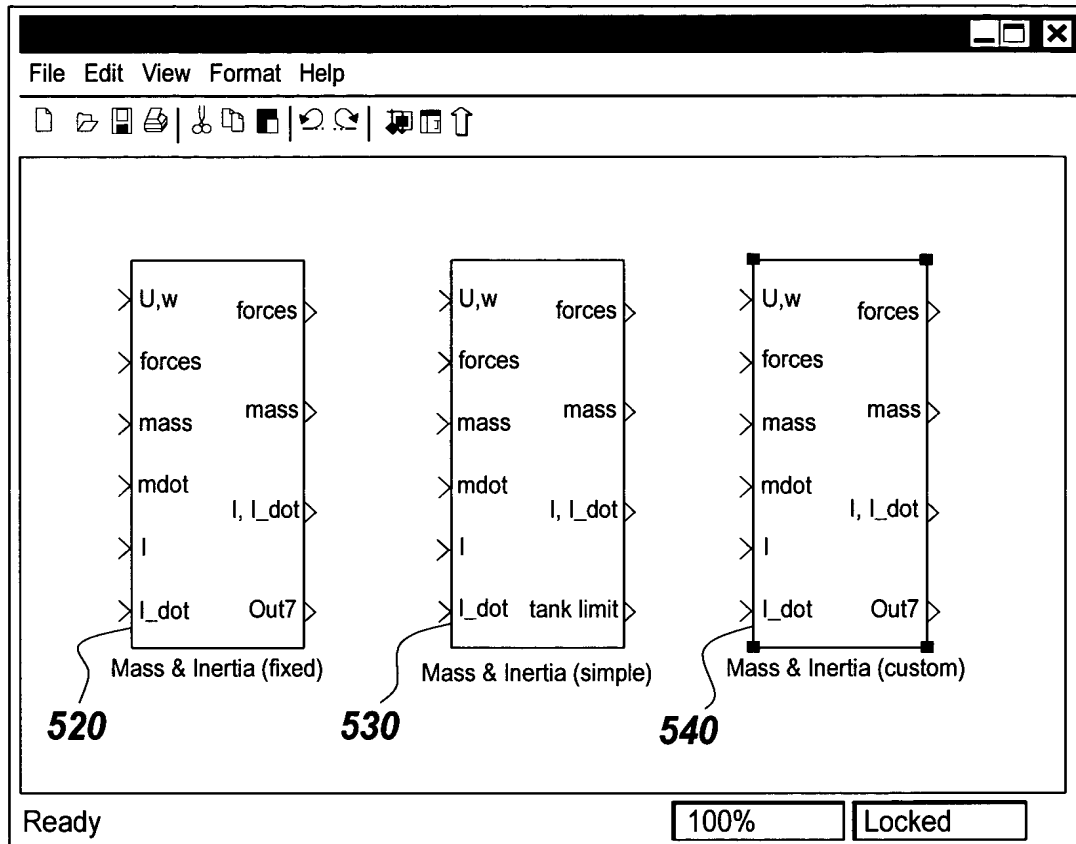 File Edit View Format Help
U,w
forces
mass
mdot
I
I_dot
forces
mass
I, I_dot
Out7
Mass & Inertia (fixed)
520
U,w
forces
mass
mdot
I
I_dot
forces
mass
I, I_dot
tank limit
Mass & Inertia (simple)
530
U,w
forces
mass
mdot
I
I_dot
forces
mass
I, I_dot
Out7
Mass & Inertia (custom)
540
Ready
100%
Locked